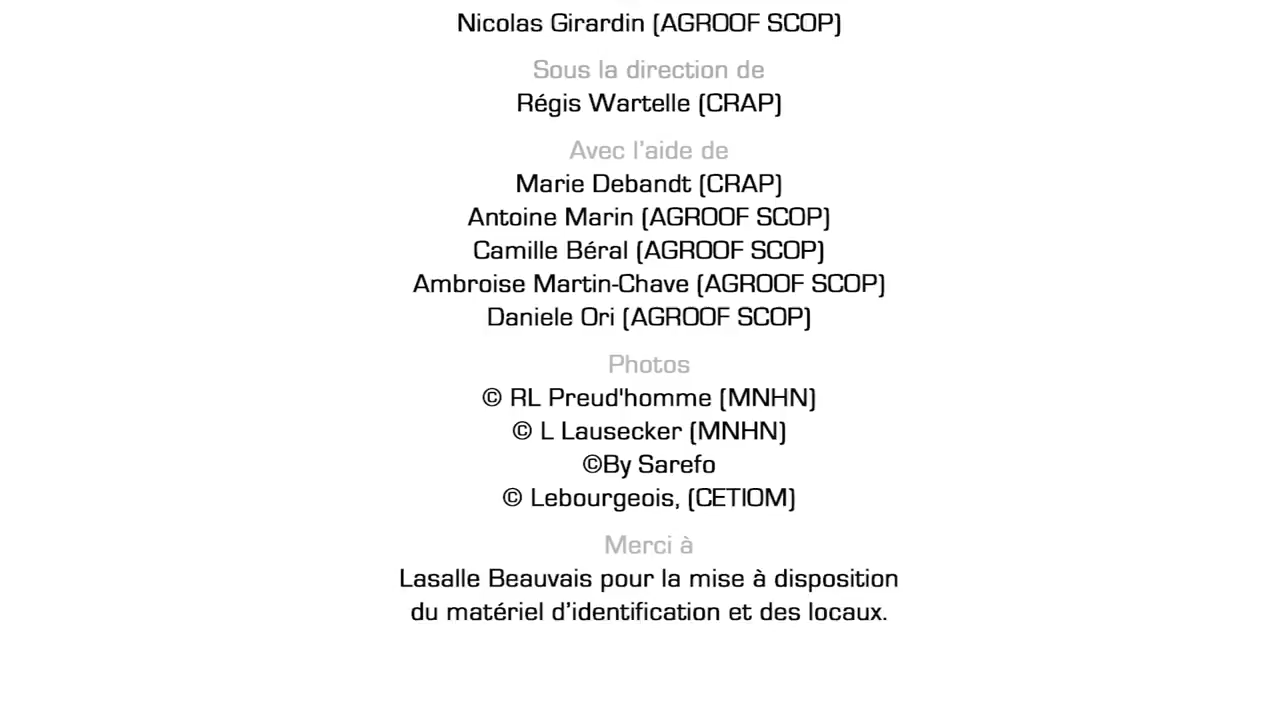 Nicolas Girardin (AGROOF SCOP)
Sous la direction de
Régis Wartelle (CRAP)
Avec l’aide de
Marie Debandt (CRAP)
Antoine Marin (AGROOF SCOP)
Camille Béral (AGROOF SCOP)
Ambroise Martin-Chave (AGROOF SCOP)
Daniele Ori (AGROOF SCOP)
Photos
© RL Preud'homme (MNHN)
© L Lausecker (MNHN)
©By Sarefo
© Lebourgeois, (CETIOM)
Merci à
Lasalle Beauvais pour la mise à disposition
du matériel d’identification et des locaux.